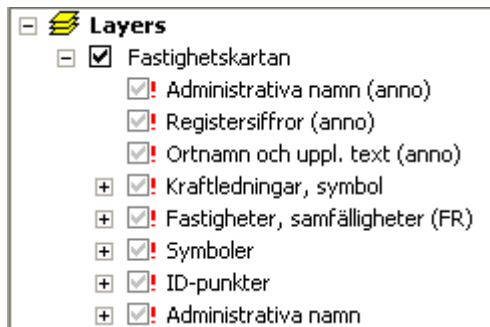 Layers
Fastighetskartan
Administrativa namn (anno)
Registersiffror (anno)
Ortnamn och uppl. text (anno)
Kraftledningar, symbol
Fastigheter, samfälligheter (FR)
Symboler
ID-punkter
Administrativa namn